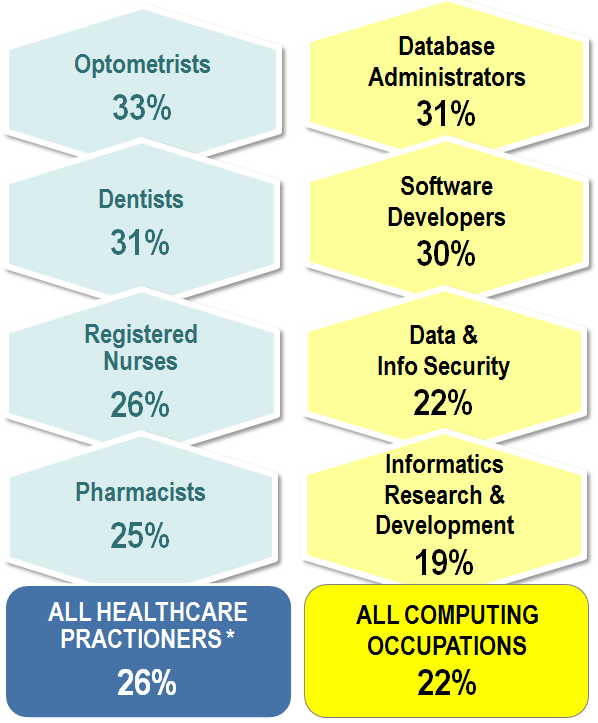 Optometrists
33%
Dentists
31%
Registered
Nurses
26%
Pharmacists
25%
ALL HEALTHCARE
PRACTIONERS *
26%
Database
Administrators
31%
Software
Developers
30%
Data &
Info Security
22%
Informatics
Research &
Development
19%
ALL COMPUTING
OCCUPATIONS
22%